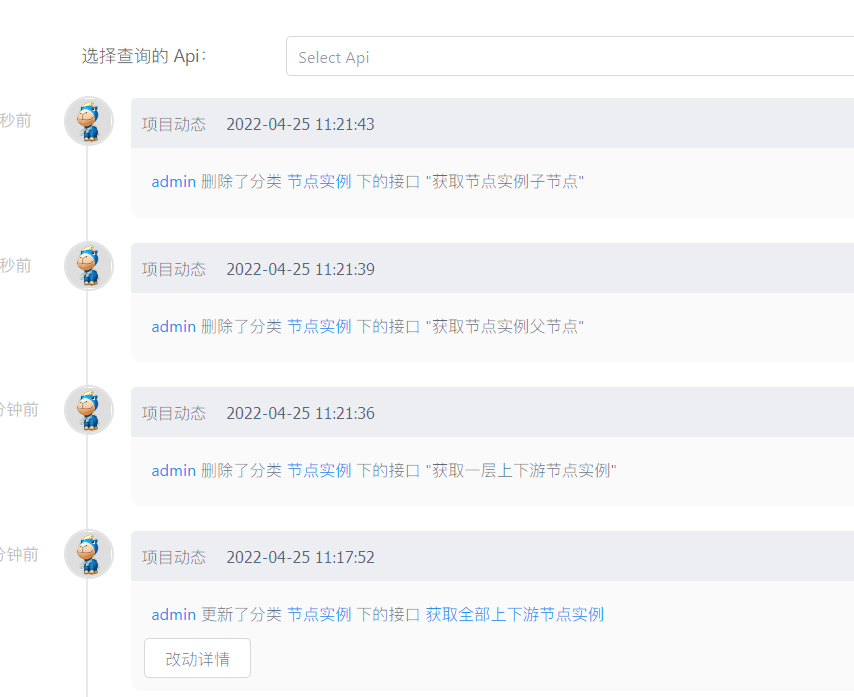 选择查询的 Api：
Select Api
秒前
项目动态 2022-04-25 11:21:43
admin 删除了分类 节点实例 下的接口 "获取节点实例子节点"
秒前
项目动态 2022-04-25 11:21:39
admin 删除了分类 节点实例 下的接口 "获取节点实例父节点"
分钟前
项目动态 2022-04-25 11:21:36
admin 删除了分类 节点实例 下的接口 "获取一层上下游节点实例"
分钟前
项目动态 2022-04-25 11:17:52
admin 更新了分类 节点实例 下的接口 获取全部上下游节点实例
改动详情